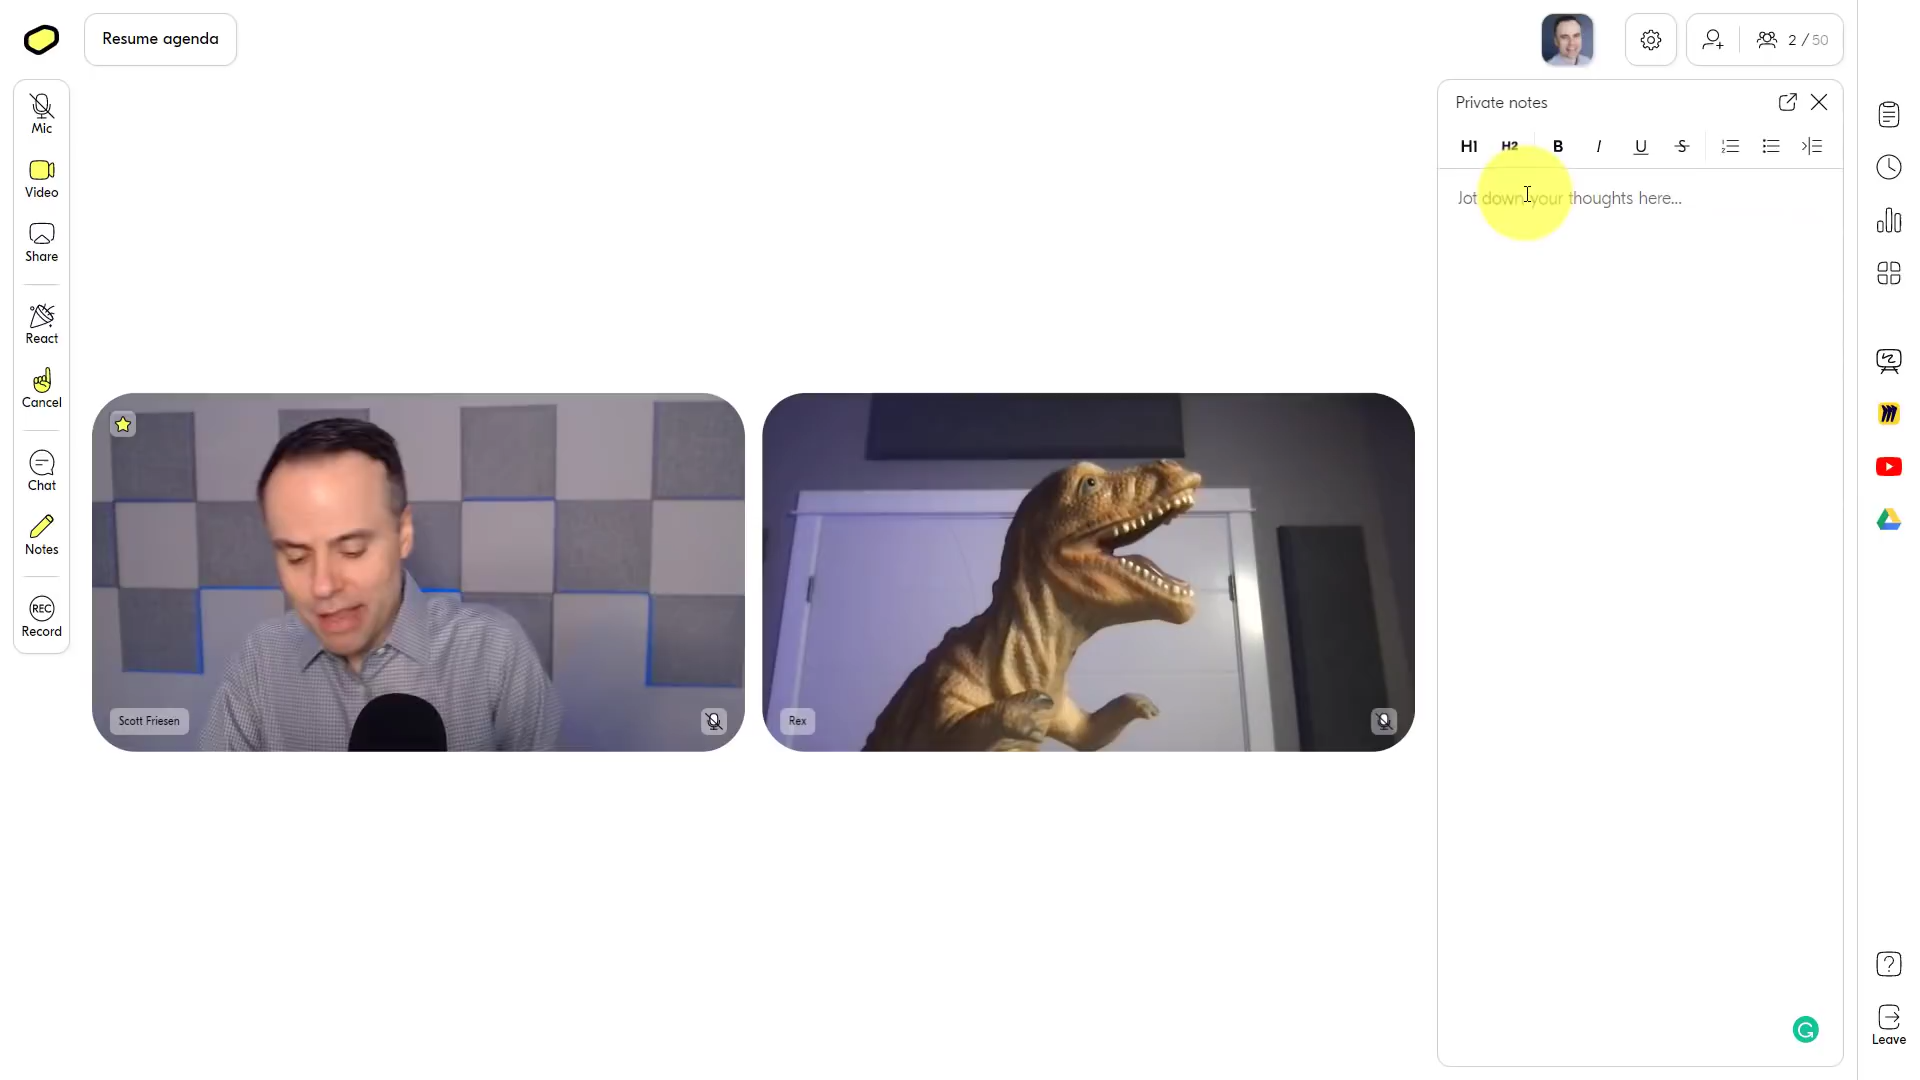 Resume agenda
2 / 50
Mic
Video
Share
React
Cancel
Chat
Notes
REC
Record
Scott Friesen
Rex
Private notes
H1 H2 B I U S
Jot down your thoughts here...
Leave